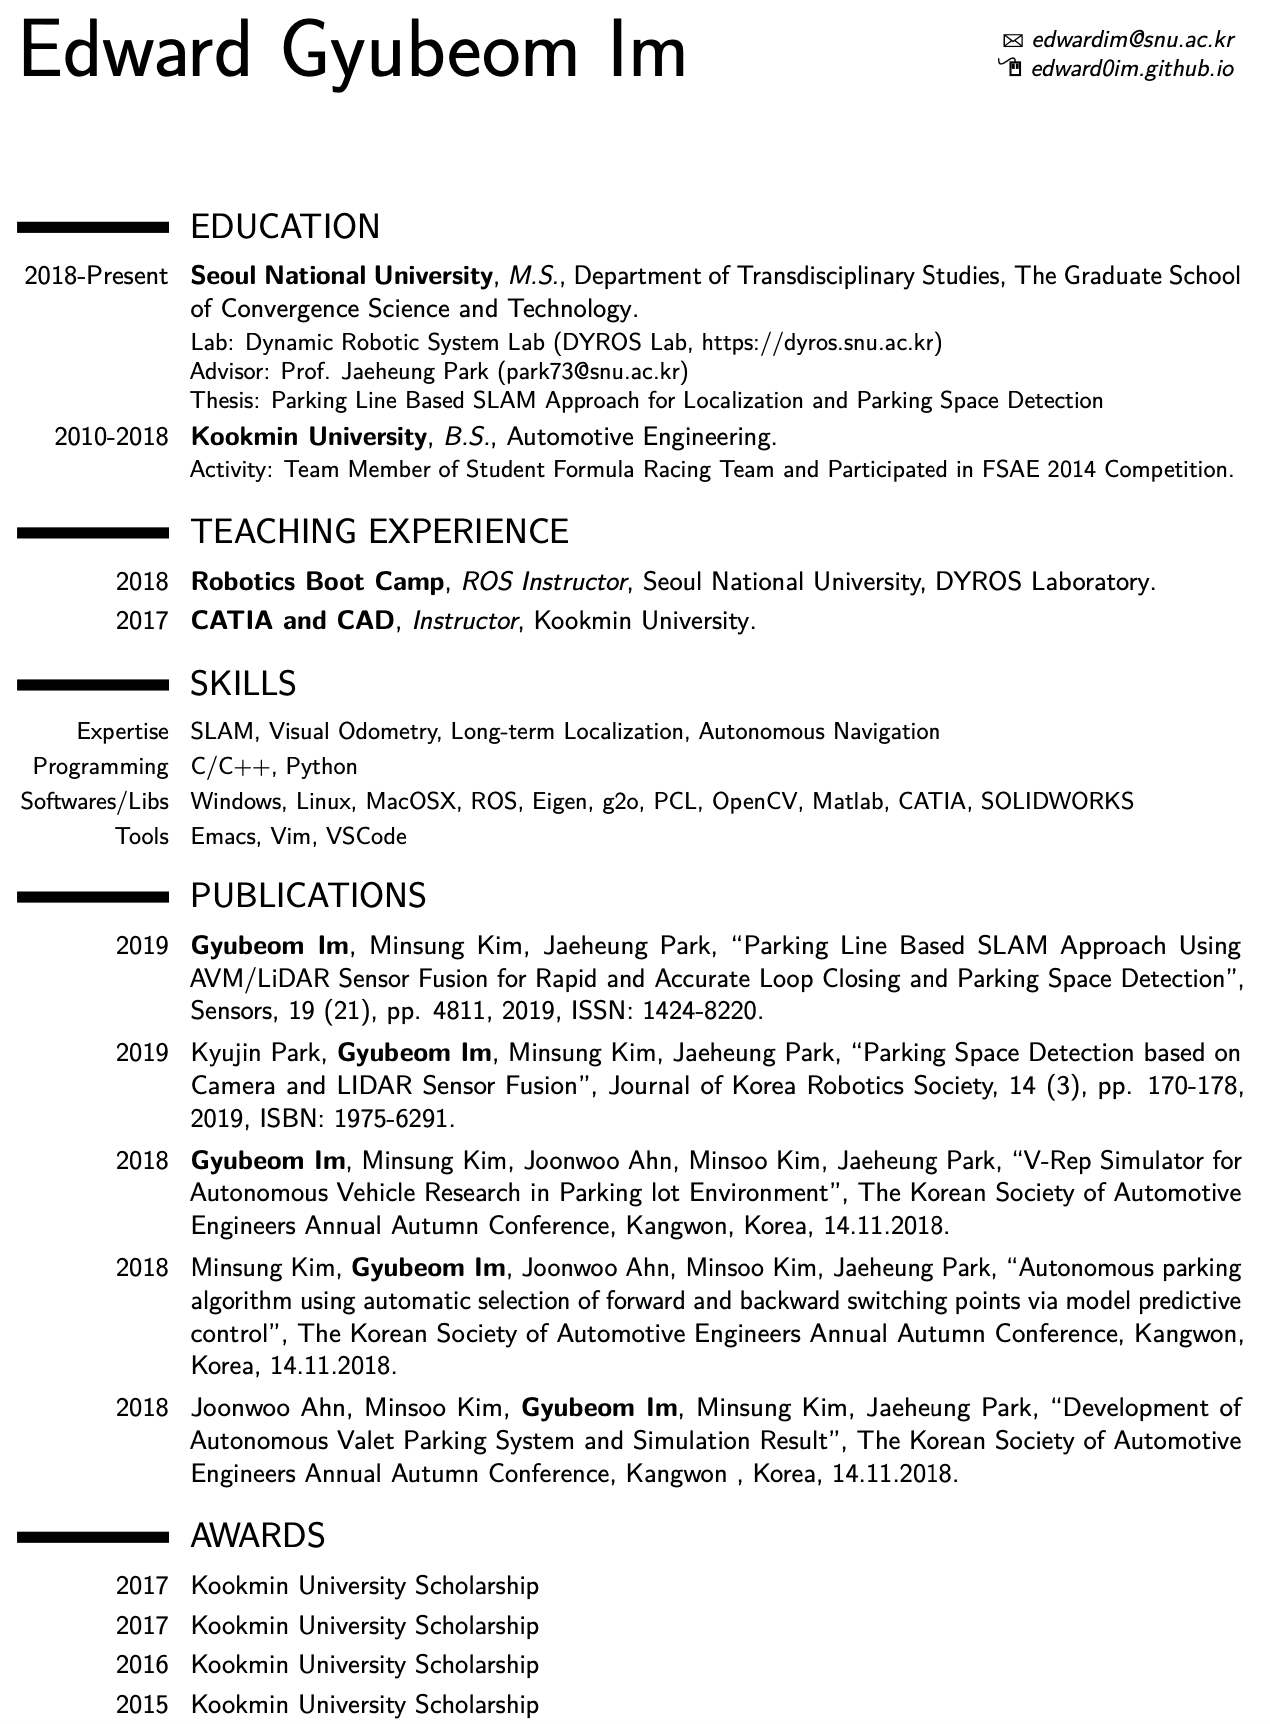 Edward Gyubeom Im
edwardim@snu.ac.kr
edward0im.github.io
EDUCATION
2018-Present Seoul National University, M.S., Department of Transdisciplinary Studies, The Graduate School
of Convergence Science and Technology.
Lab: Dynamic Robotic System Lab (DYROS Lab, https://dyros.snu.ac.kr)
Advisor: Prof. Jaeheung Park (park73@snu.ac.kr)
Thesis: Parking Line Based SLAM Approach for Localization and Parking Space Detection
2010-2018 Kookmin University, B.S., Automotive Engineering.
Activity: Team Member of Student Formula Racing Team and Participated in FSAE 2014 Competition.
TEACHING EXPERIENCE
2018 Robotics Boot Camp, ROS Instructor, Seoul National University, DYROS Laboratory.
2017 CATIA and CAD, Instructor, Kookmin University.
SKILLS
Expertise SLAM, Visual Odometry, Long-term Localization, Autonomous Navigation
Programming C/C++, Python
Softwares/Libs Windows, Linux, MacOSX, ROS, Eigen, g2o, PCL, OpenCV, Matlab, CATIA, SOLIDWORKS
Tools Emacs, Vim, VSCode
PUBLICATIONS
2019 Gyubeom Im, Minsung Kim, Jaeheung Park, “Parking Line Based SLAM Approach Using
AVM/LiDAR Sensor Fusion for Rapid and Accurate Loop Closing and Parking Space Detection”,
Sensors, 19 (21), pp. 4811, 2019, ISSN: 1424-8220.
2019 Kyujin Park, Gyubeom Im, Minsung Kim, Jaeheung Park, “Parking Space Detection based on
Camera and LIDAR Sensor Fusion”, Journal of Korea Robotics Society, 14 (3), pp. 170-178,
2019, ISBN: 1975-6291.
2018 Gyubeom Im, Minsung Kim, Joonwoo Ahn, Minsoo Kim, Jaeheung Park, “V-Rep Simulator for
Autonomous Vehicle Research in Parking lot Environment”, The Korean Society of Automotive
Engineers Annual Autumn Conference, Kangwon, Korea, 14.11.2018.
2018 Minsung Kim, Gyubeom Im, Joonwoo Ahn, Minsoo Kim, Jaeheung Park, “Autonomous parking
algorithm using automatic selection of forward and backward switching points via model predictive
control”, The Korean Society of Automotive Engineers Annual Autumn Conference, Kangwon,
Korea, 14.11.2018.
2018 Joonwoo Ahn, Minsoo Kim, Gyubeom Im, Minsung Kim, Jaeheung Park, “Development of
Autonomous Valet Parking System and Simulation Result”, The Korean Society of Automotive
Engineers Annual Autumn Conference, Kangwon , Korea, 14.11.2018.
AWARDS
2017 Kookmin University Scholarship
2017 Kookmin University Scholarship
2016 Kookmin University Scholarship
2015 Kookmin University Scholarship